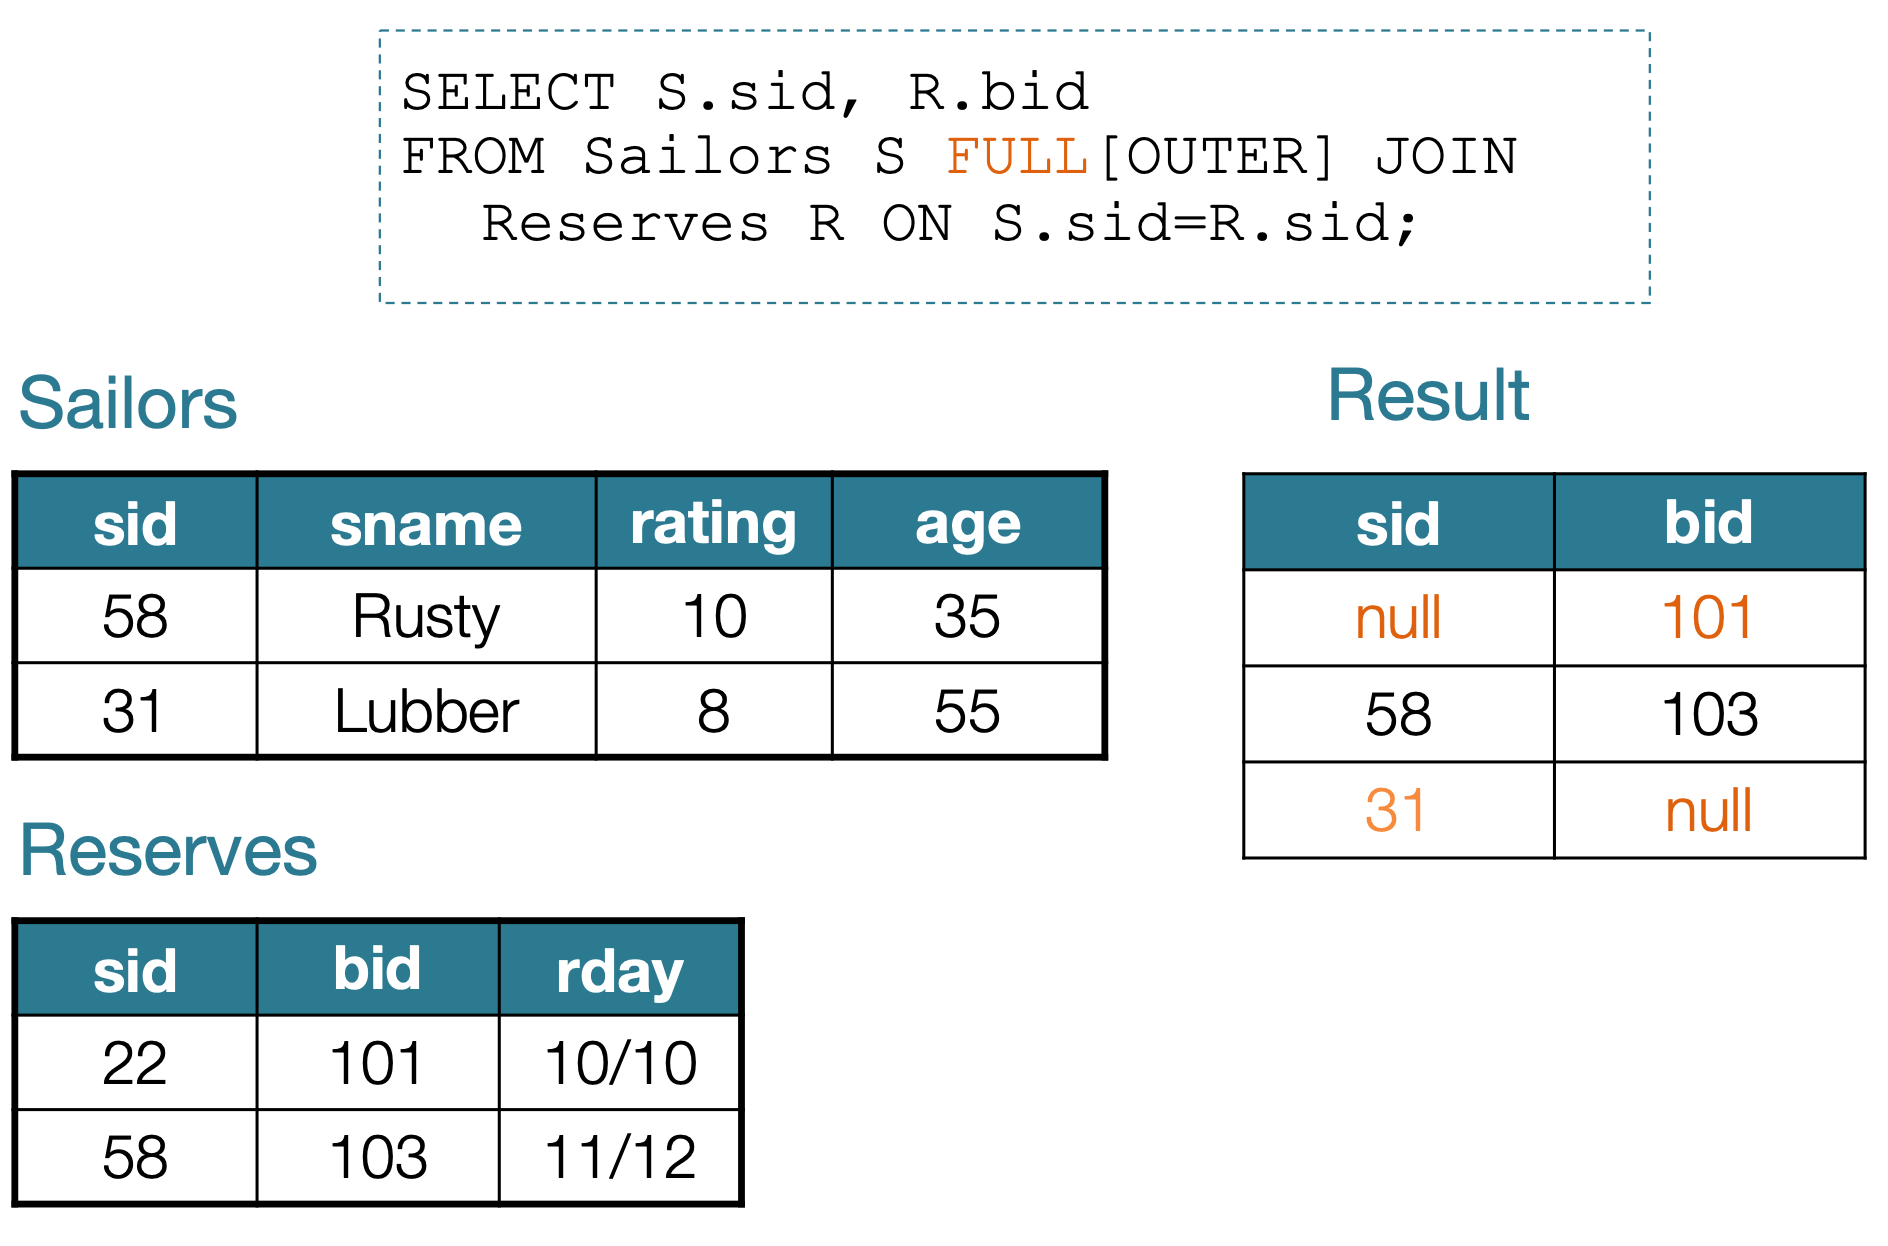 SELECT S.sid, R.bid
FROM Sailors S FULL[OUTER] JOIN
Reserves R ON S.sid=R.sid;
Sailors
sid sname rating age
58 Rusty 10 35
31 Lubber 8 55
Reserves
sid bid rday
22 101 10/10
58 103 11/12
Result
sid bid
null 101
58 103
31 null